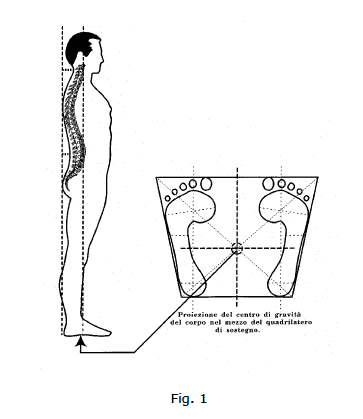 Proiezione del centro di gravità
del corpo nel mezzo del quadrilatero
di sostegno.
Fig. 1